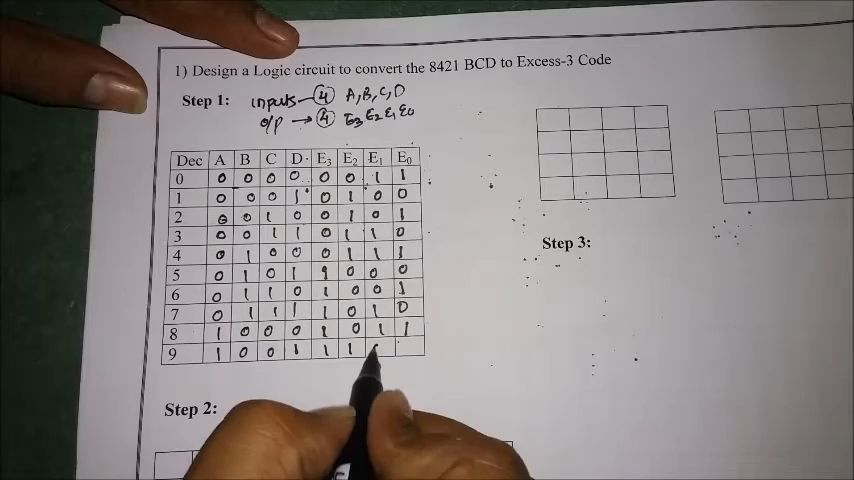 1) Design a Logic circuit to convert the 8421 BCD to Excess-3 Code
Step 1: inputs → 4 A,B,C,D
o/p → 4 E3 E2 E1 E0
Dec A B C D E3 E2 E1 E0
0 0 0 0 0 0 0 1 1
1 0 0 0 1 0 1 0 0
2 0 0 1 0 0 1 0 1
3 0 0 1 1 0 1 1 0
4 0 1 0 0 0 1 1 1
5 0 1 0 1 1 0 0 0
6 0 1 1 0 1 0 0 1
7 0 1 1 1 1 0 1 0
8 1 0 0 0 1 0 1 1
9 1 0 0 1 1 1 0
Step 3:
Step 2: